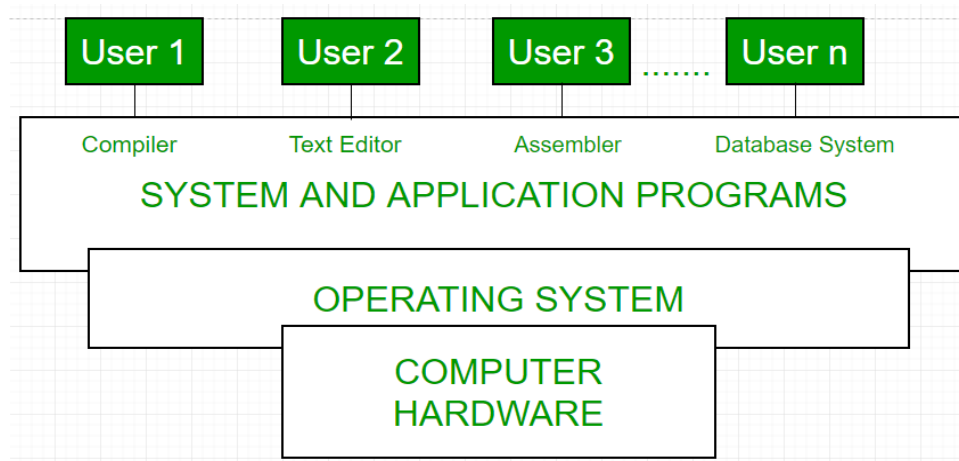 User 1 User 2 User 3 ....... User n
Compiler Text Editor Assembler Database System
SYSTEM AND APPLICATION PROGRAMS
OPERATING SYSTEM
COMPUTER
HARDWARE